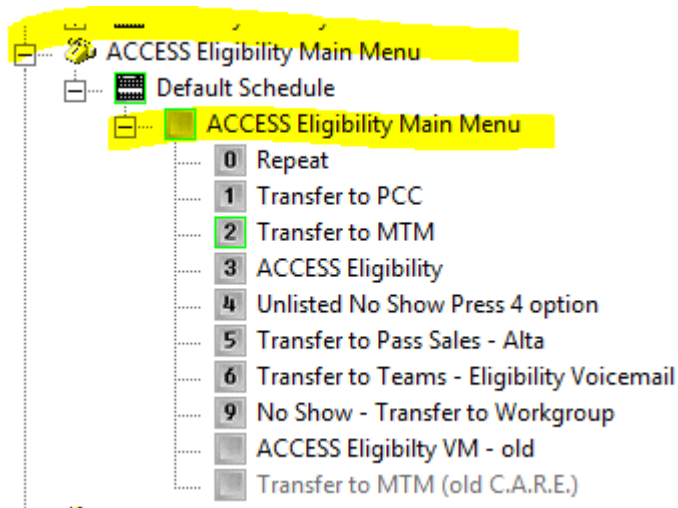 ACCESS Eligibility Main Menu
Default Schedule
ACCESS Eligibility Main Menu
0 Repeat
1 Transfer to PCC
2 Transfer to MTM
3 ACCESS Eligibility
4 Unlisted No Show Press 4 option
5 Transfer to Pass Sales - Alta
6 Transfer to Teams - Eligibility Voicemail
9 No Show - Transfer to Workgroup
ACCESS Eligibilty VM - old
Transfer to MTM (old C.A.R.E.)